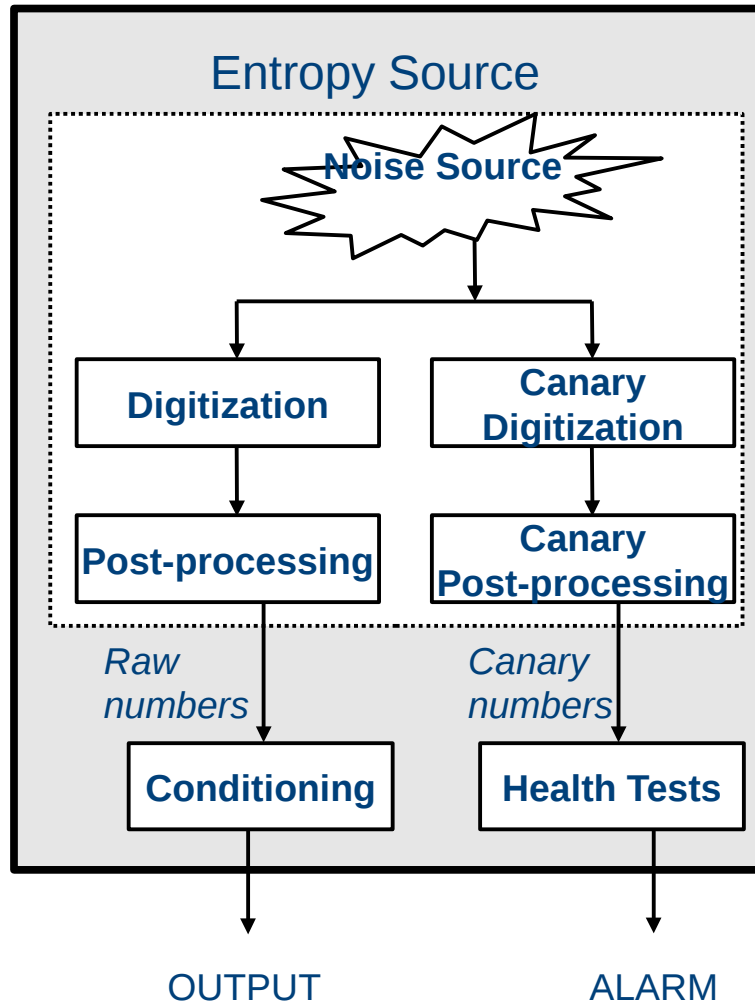 Entropy Source
Noise Source
Digitization
Canary
Digitization
Post-processing
Canary
Post-processing
Raw
numbers
Canary
numbers
Conditioning
Health Tests
OUTPUT
ALARM